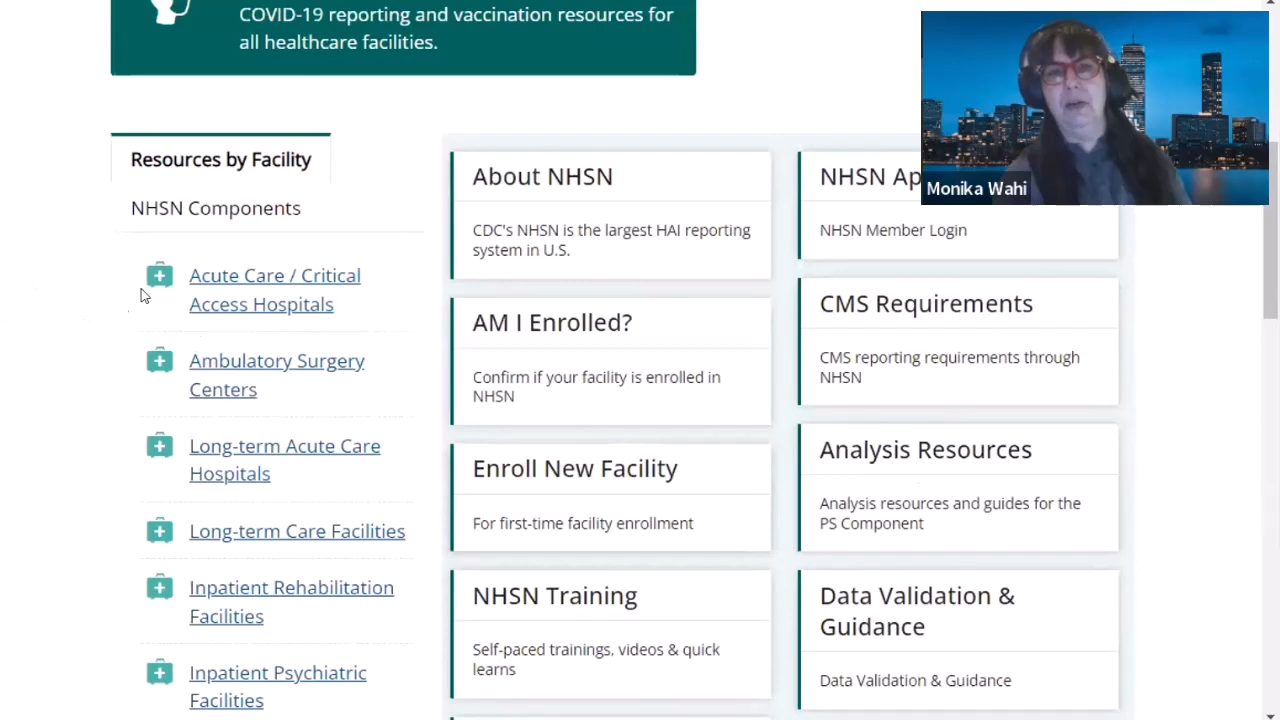 COVID-19 reporting and vaccination resources for
all healthcare facilities.
Monika Wahi
Resources by Facility
NHSN Components
Acute Care / Critical
Access Hospitals
Ambulatory Surgery
Centers
Long-term Acute Care
Hospitals
Long-term Care Facilities
Inpatient Rehabilitation
Facilities
Inpatient Psychiatric
Facilities
About NHSN
CDC's NHSN is the largest HAI reporting
system in U.S.
AM I Enrolled?
Confirm if your facility is enrolled in
NHSN
Enroll New Facility
For first-time facility enrollment
NHSN Training
Self-paced trainings, videos & quick
learns
NHSN
NHSN Member Login
CMS Requirements
CMS reporting requirements through
NHSN
Analysis Resources
Analysis resources and guides for the
PS Component
Data Validation &
Guidance
Data Validation & Guidance